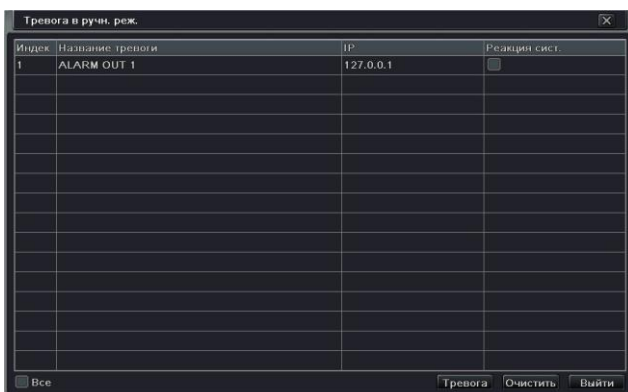 Тревога в ручн. реж.
Индек Название тревоги IP Реакция сист.
1 ALARM OUT 1 127.0.0.1
Все Тревога Очистить Выйти